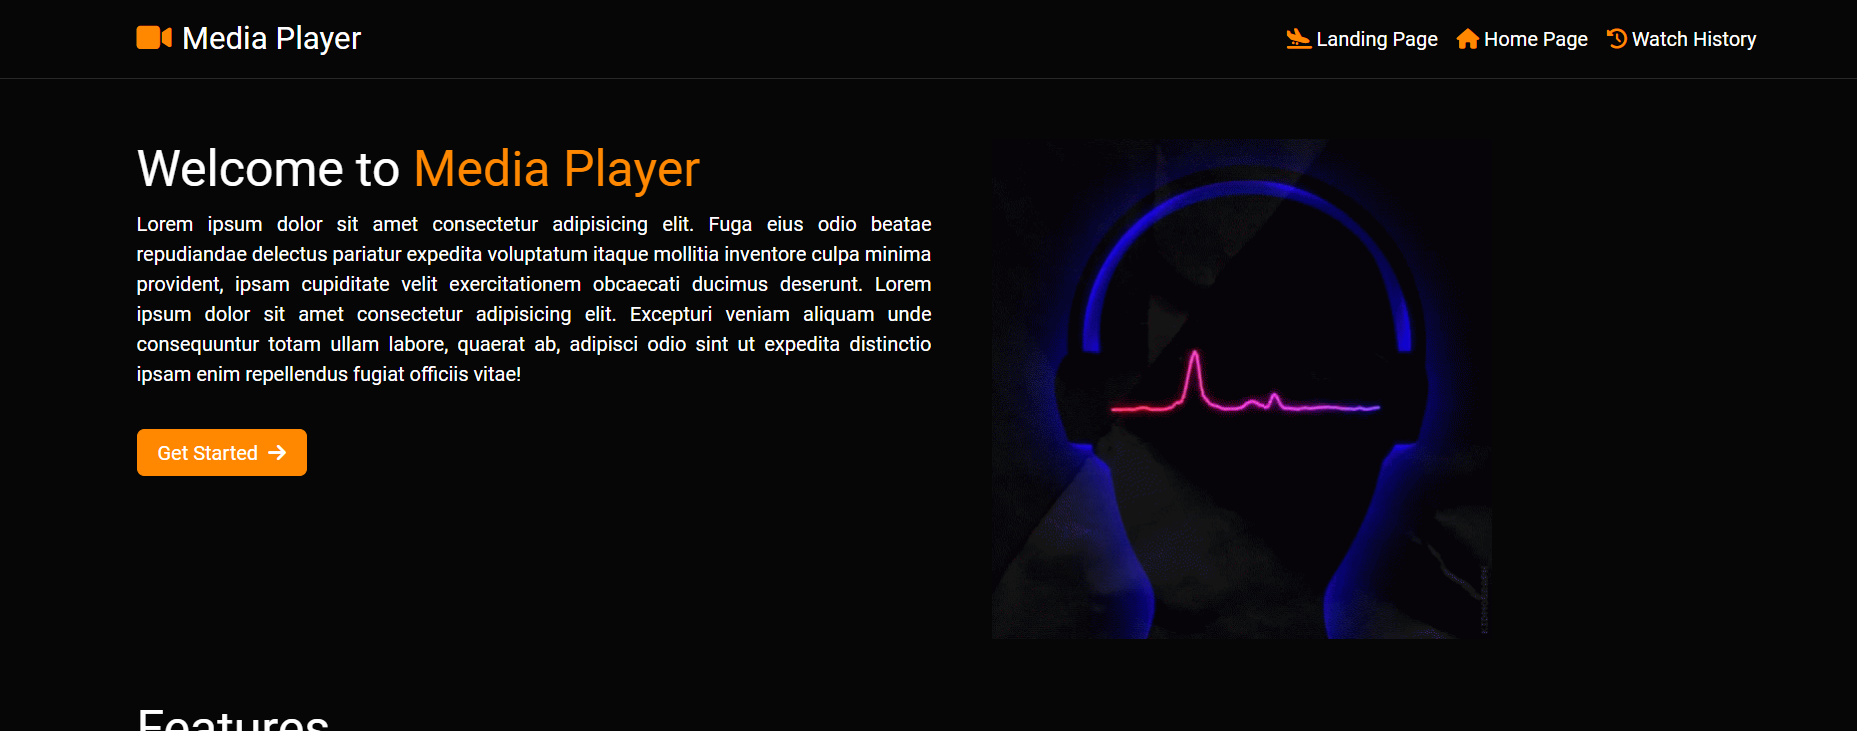 Media Player
Landing Page Home Page Watch History
Welcome to Media Player
Lorem ipsum dolor sit amet consectetur adipisicing elit. Fuga eius odio beatae
repudiandae delectus pariatur expedita voluptatum itaque mollitia inventore culpa minima
provident, ipsam cupiditate velit exercitationem obcaecati ducimus deserunt. Lorem
ipsum dolor sit amet consectetur adipisicing elit. Excepturi veniam aliquam unde
consequuntur totam ullam labore, quaerat ab, adipisci odio sint ut expedita distinctio
ipsam enim repellendus fugiat officiis vitae!
Get Started
Features